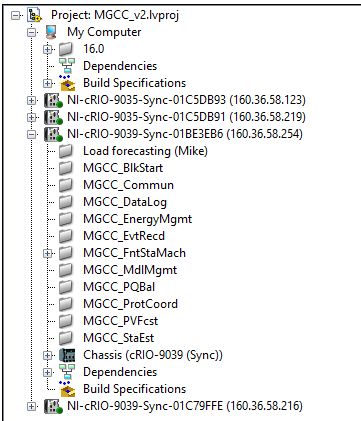 Project: MGCC_v2.lvproj
My Computer
16.0
Dependencies
Build Specifications
NI-cRIO-9035-Sync-01C5DB93 (160.36.58.123)
NI-cRIO-9035-Sync-01C5DB91 (160.36.58.219)
NI-cRIO-9039-Sync-01BE3EB6 (160.36.58.254)
Load forecasting (Mike)
MGCC_BlkStart
MGCC_Commun
MGCC_DataLog
MGCC_EnergyMgmt
MGCC_EvtRecd
MGCC_FntStaMach
MGCC_MdlMgmt
MGCC_PQBal
MGCC_ProtCoord
MGCC_PVFcst
MGCC_StaEst
Chassis (cRIO-9039 (Sync))
Dependencies
Build Specifications
NI-cRIO-9039-Sync-01C79FFE (160.36.58.216)